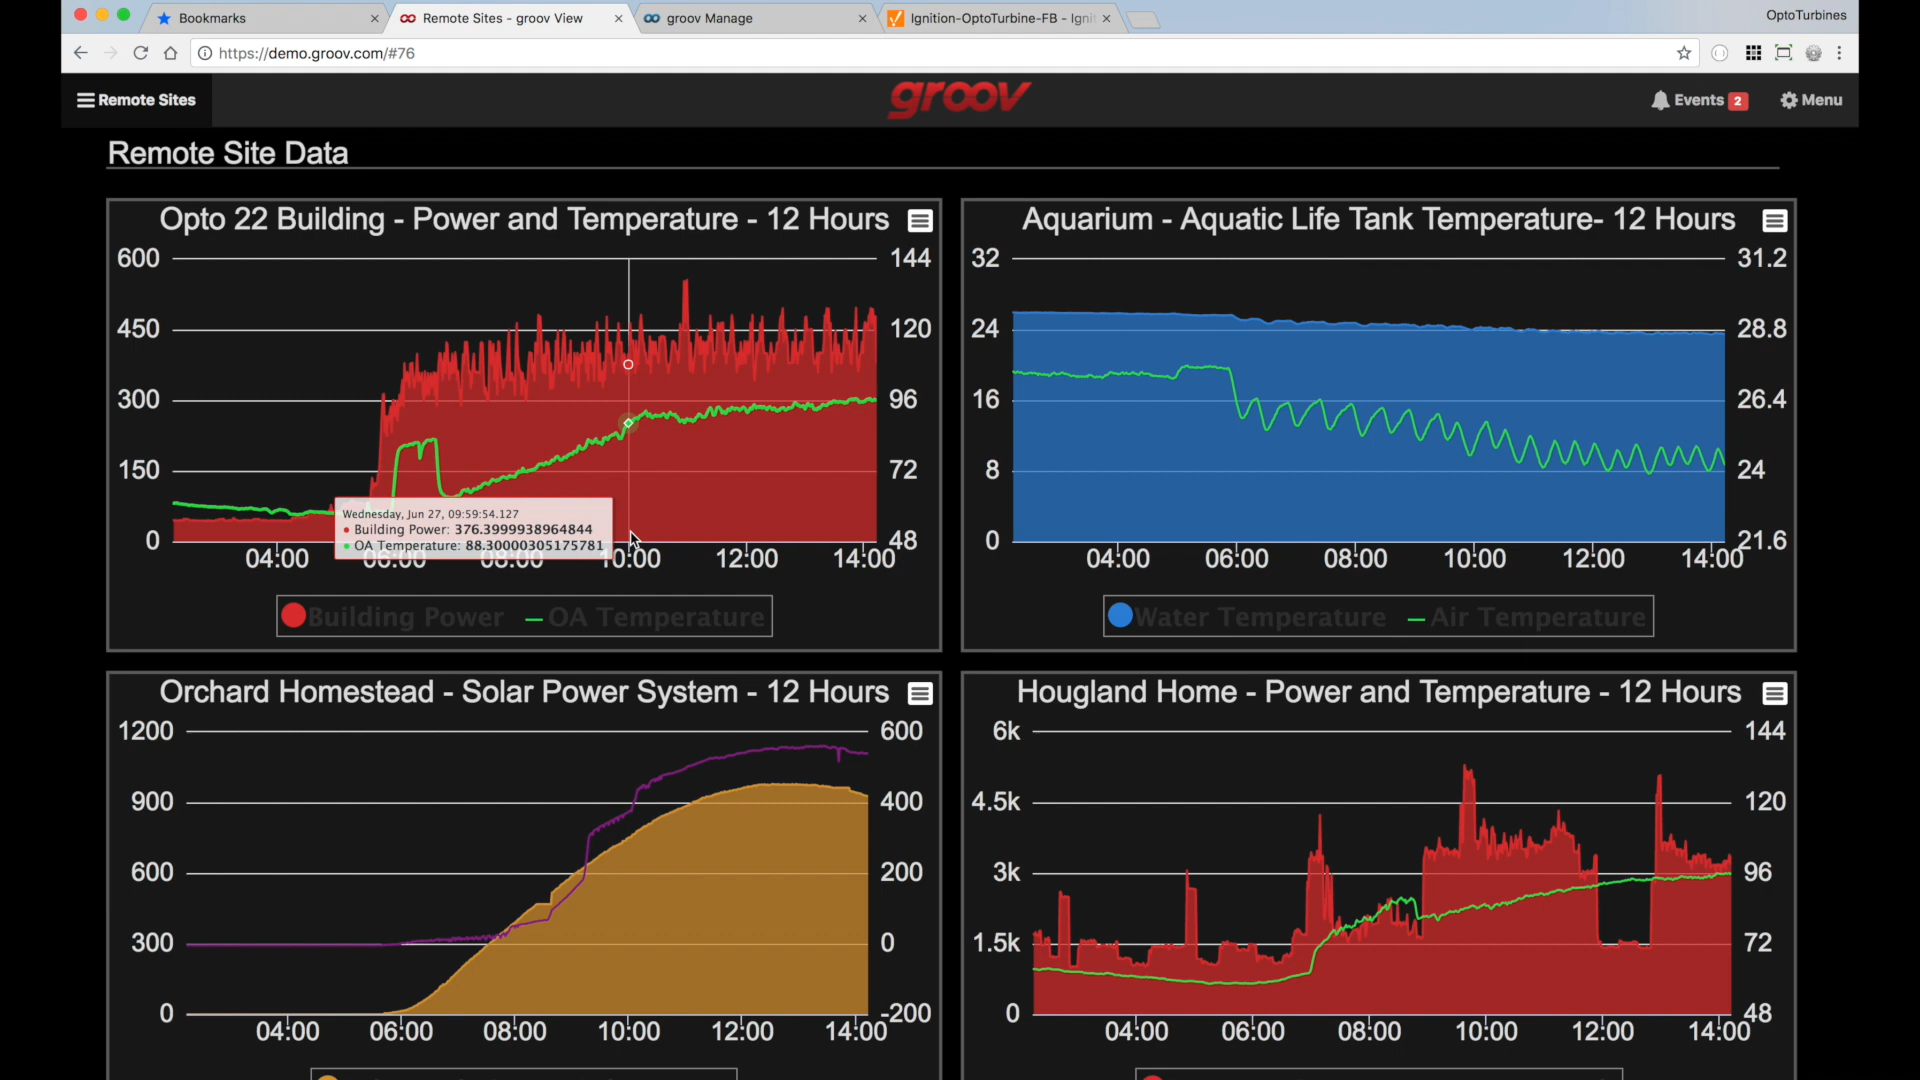 Bookmarks
Remote Sites - groov View
groov Manage
Ignition-OptoTurbine-FB - Igni
OptoTurbines
https://demo.groov.com/#76
Remote Sites
groov
Events 2
Menu
Remote Site Data
Opto 22 Building - Power and Temperature - 12 Hours
600
450
300
150
0
144
120
96
72
48
Wednesday, Jun 27, 09:59:54.127
Building Power: 376.3999938964844
OA Temperature: 88.30000305175781
04:00 06:00 08:00 10:00 12:00 14:00
Building Power OA Temperature
Aquarium - Aquatic Life Tank Temperature- 12 Hours
32
24
16
8
0
31.2
28.8
26.4
24
21.6
04:00 06:00 08:00 10:00 12:00 14:00
Water Temperature Air Temperature
Orchard Homestead - Solar Power System - 12 Hours
1200
900
600
300
0
600
400
200
0
-200
04:00 06:00 08:00 10:00 12:00 14:00
Hougland Home - Power and Temperature - 12 Hours
6k
4.5k
3k
1.5k
0
144
120
96
72
48
04:00 06:00 08:00 10:00 12:00 14:00